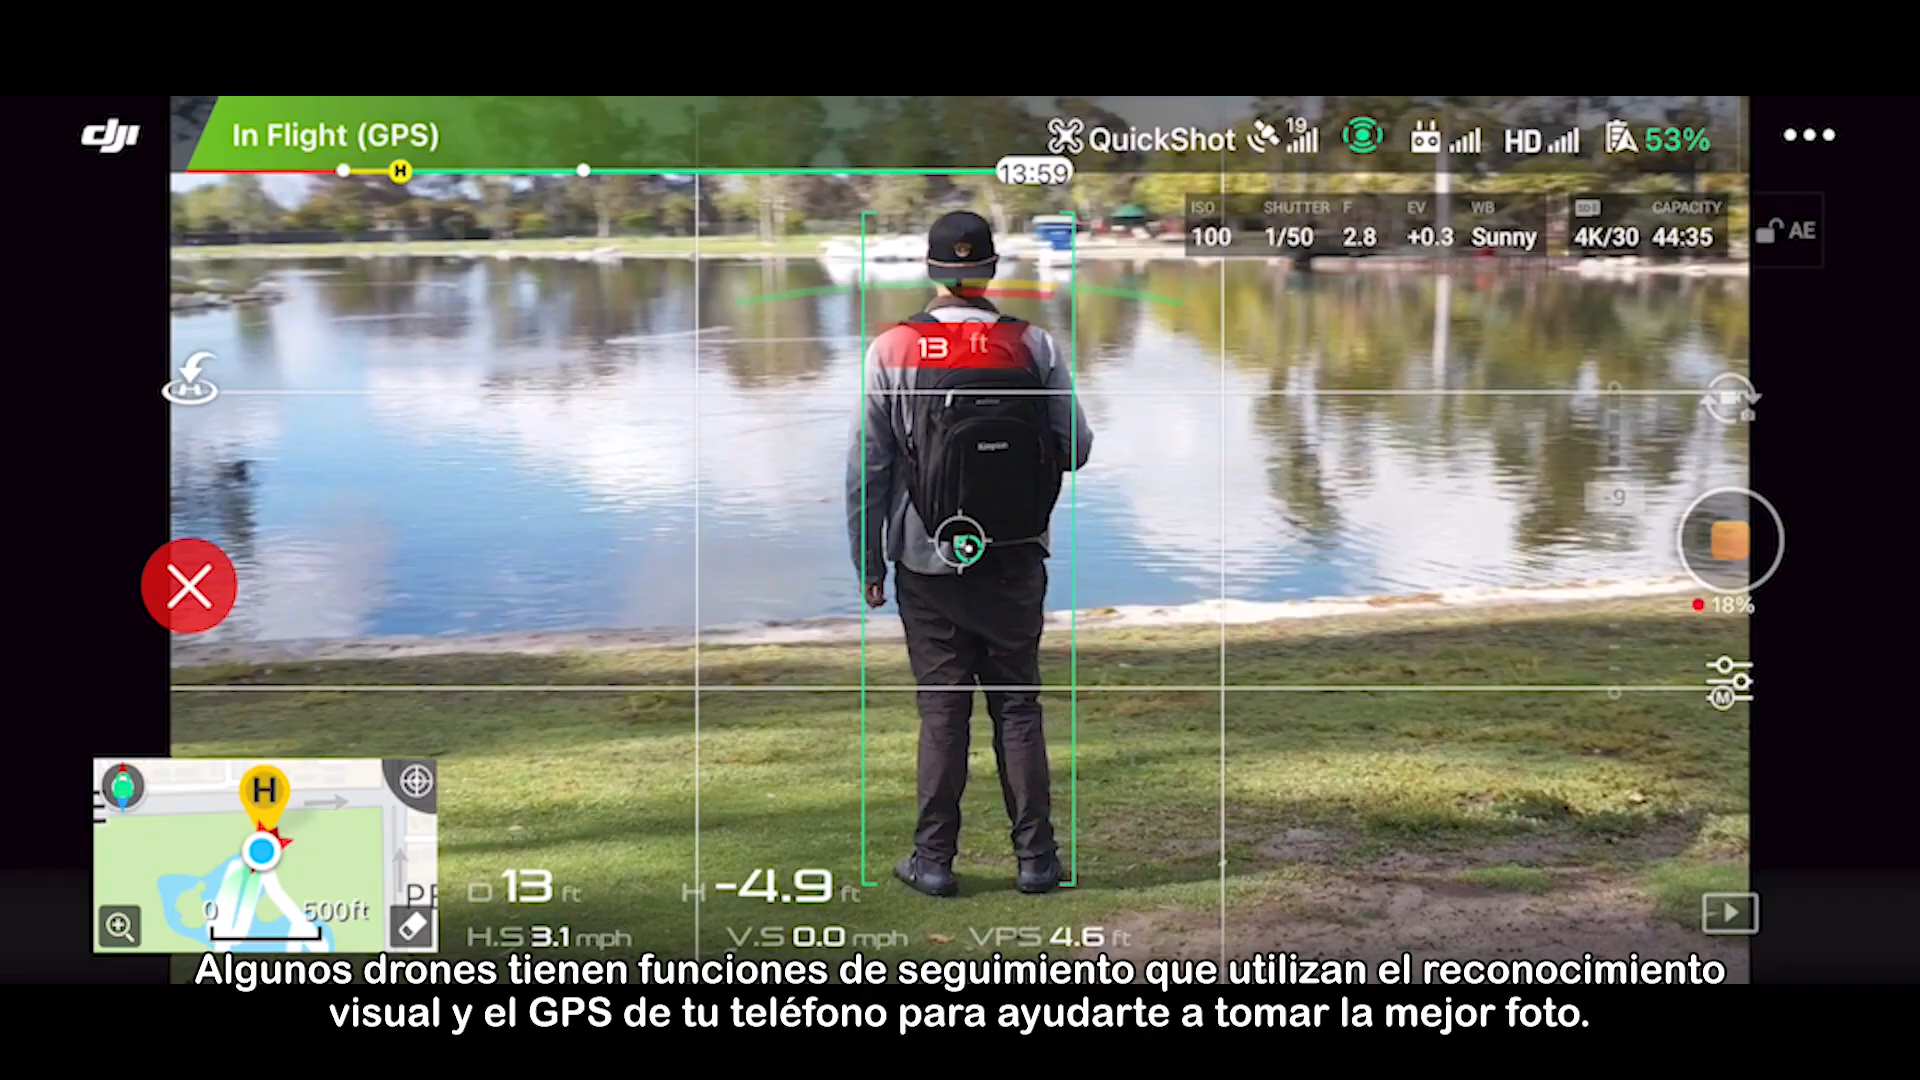 dji
In Flight (GPS)
QuickShot
19
HD
53%
H
13:59
ISO
100
SHUTTER
1/50
F
2.8
EV
+0.3
WB
Sunny
4K/30
CAPACITY
44:35
AE
13 ft
-9
18%
M
H
0 500ft
D 13 ft
H -4.9 ft
H.S 3.1 mph
V.S 0.0 mph
VPS 4.6 ft
Algunos drones tienen funciones de seguimiento que utilizan el reconocimiento
visual y el GPS de tu teléfono para ayudarte a tomar la mejor foto.